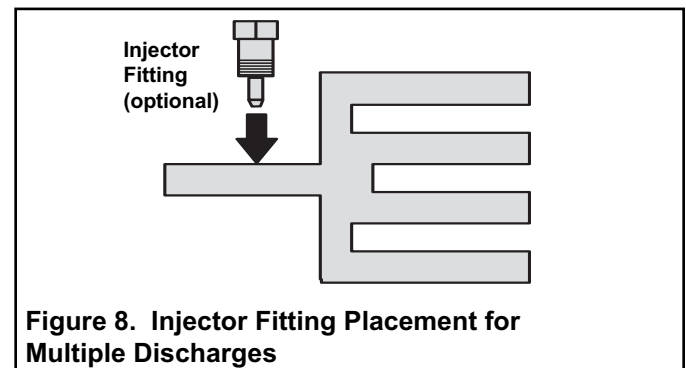 Injector
Fitting
(optional)
Figure 8. Injector Fitting Placement for
Multiple Discharges